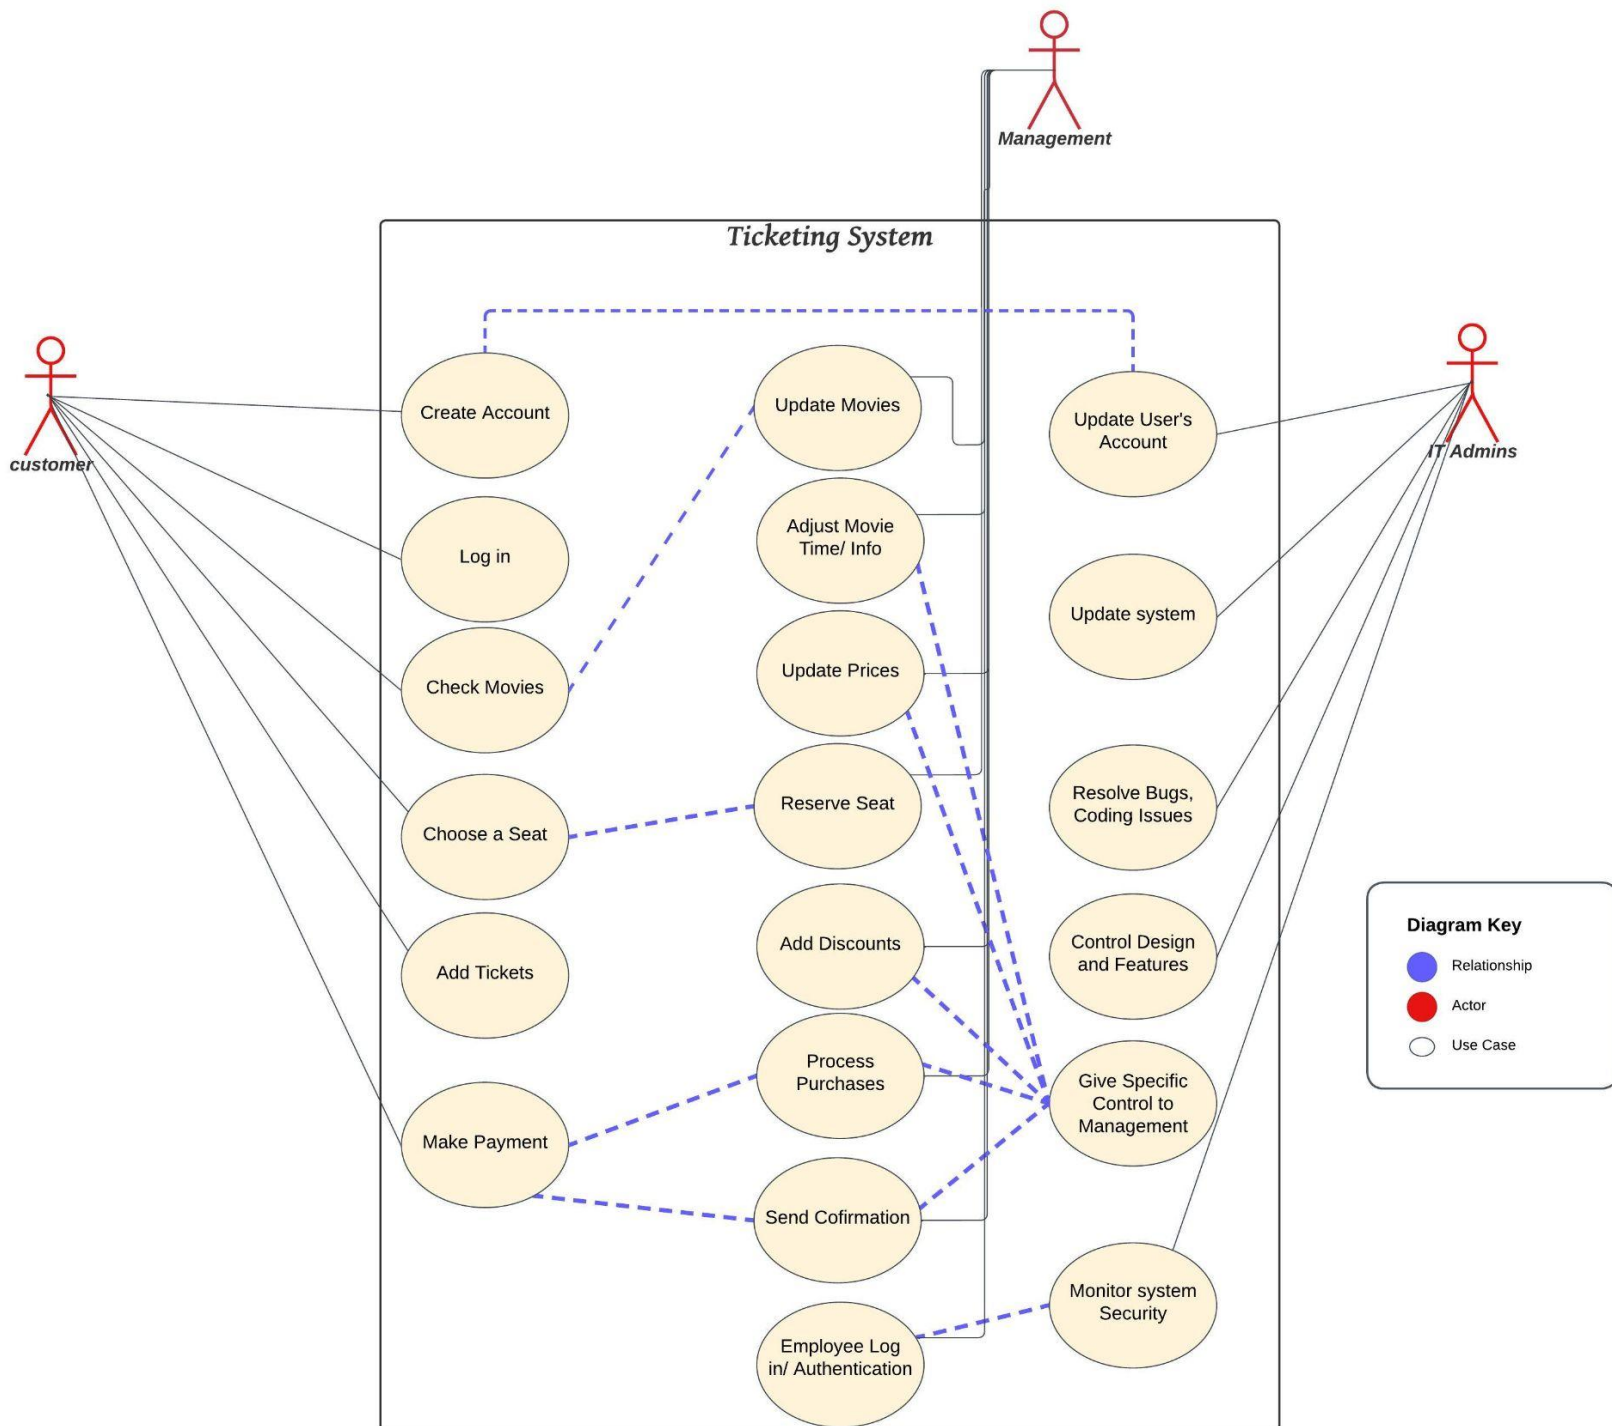 Management
Ticketing System
customer
IT Admins
Create Account
Log in
Check Movies
Choose a Seat
Add Tickets
Make Payment
Update Movies
Adjust Movie
Time/ Info
Update Prices
Reserve Seat
Add Discounts
Process
Purchases
Send Cofirmation
Employee Log
in/ Authentication
Update User's
Account
Update system
Resolve Bugs,
Coding Issues
Control Design
and Features
Give Specific
Control to
Management
Monitor system
Security
Diagram Key
Relationship
Actor
Use Case